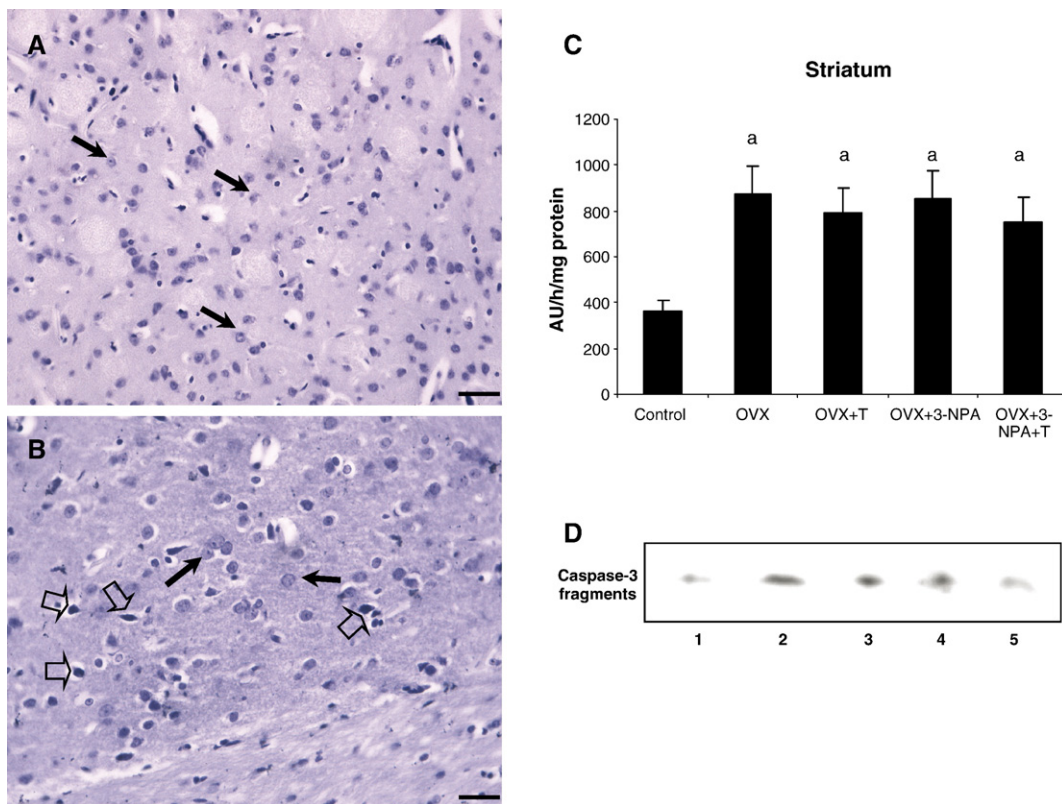 A
B
C
Striatum
AU/h/mg protein
1200
1000
800
600
400
200
0
a
a
a
a
Control
OVX
OVX+T
OVX+3-NPA
OVX+3-
NPA+T
D
Caspase-3
fragments
1
2
3
4
5